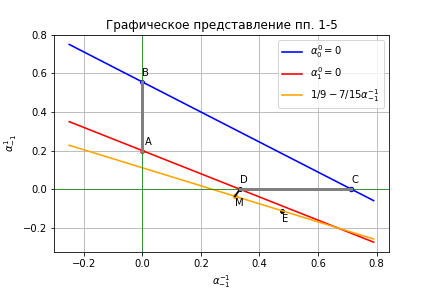 Графическое представление пп. 1-5
α₀⁰ = 0
α₁⁰ = 0
1/9 − 7/15α₋₁⁻¹
0.8
0.6
0.4
0.2
0.0
−0.2
α₋₁¹
B
A
D
C
M
E
−0.2
0.0
0.2
0.4
0.6
0.8
α₋₁⁻¹